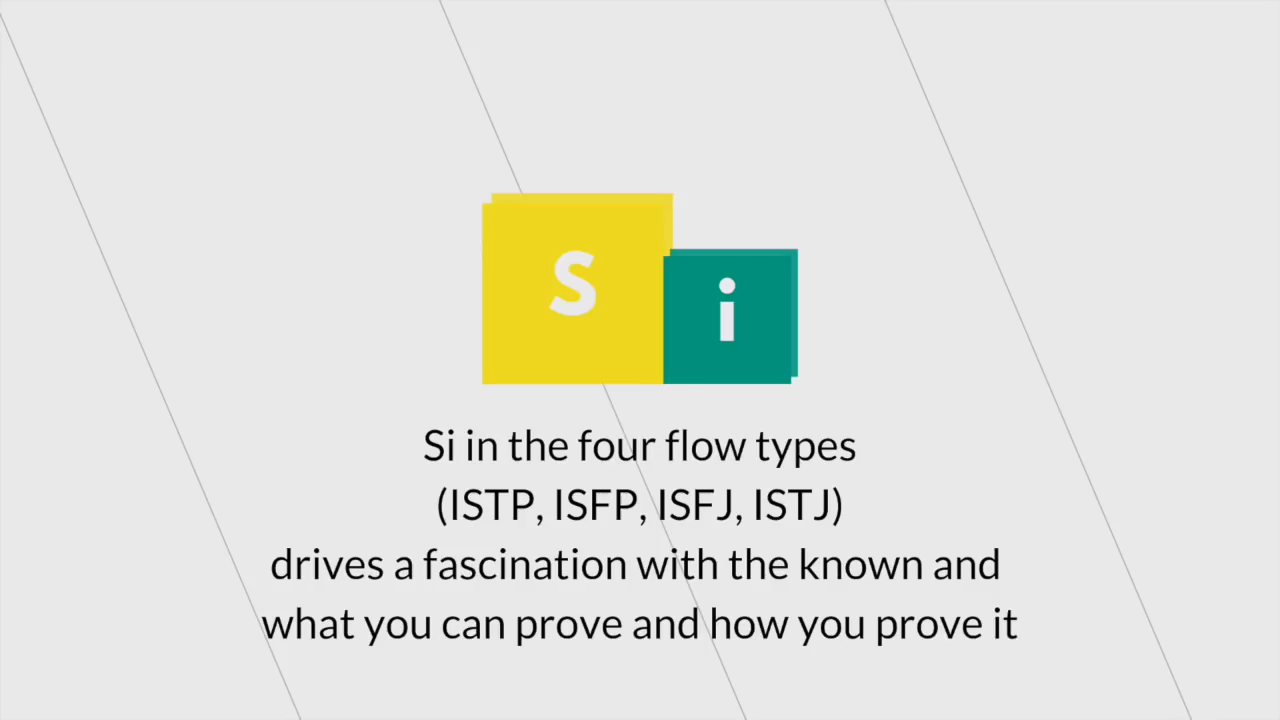 S i
Si in the four flow types
(ISTP, ISFP, ISFJ, ISTJ)
drives a fascination with the known and
what you can prove and how you prove it